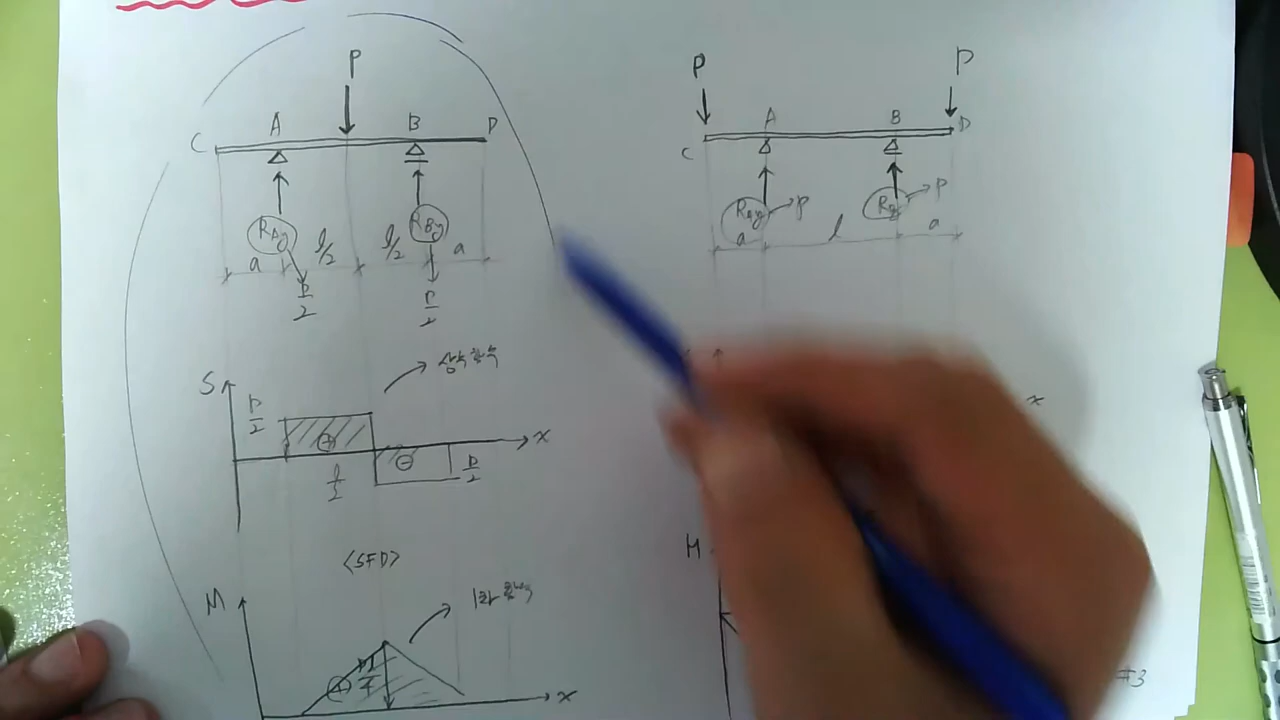 P
C A B D
R_Ay R_By
a l/2 l/2 a
P/2 P/2
S
상수함수
P/2
⊕ ⊖
x
l/2
P/2
<SFD>
M
1차 함수
⊕
x
P P
C A B D
R_Ay P R_By P
a l a
x
M